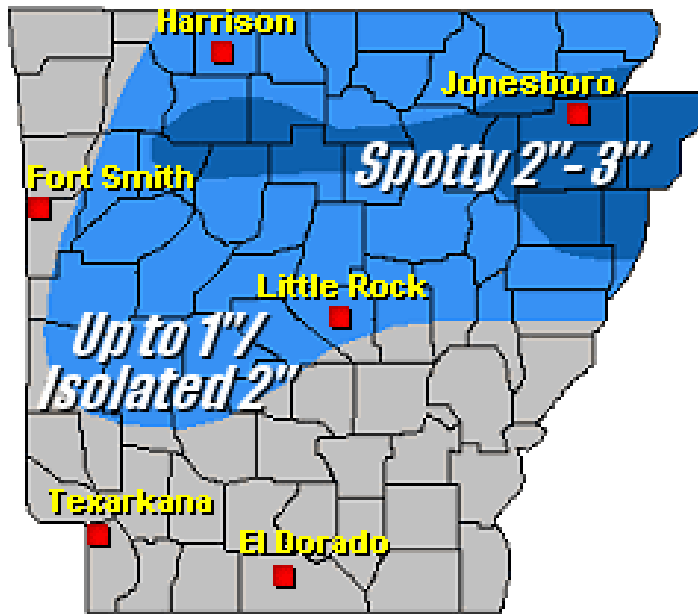 Harrison
Jonesboro
Spotty 2"- 3"
Fort Smith
Little Rock
Up to 1"/
Isolated 2"
Texarkana
El Dorado